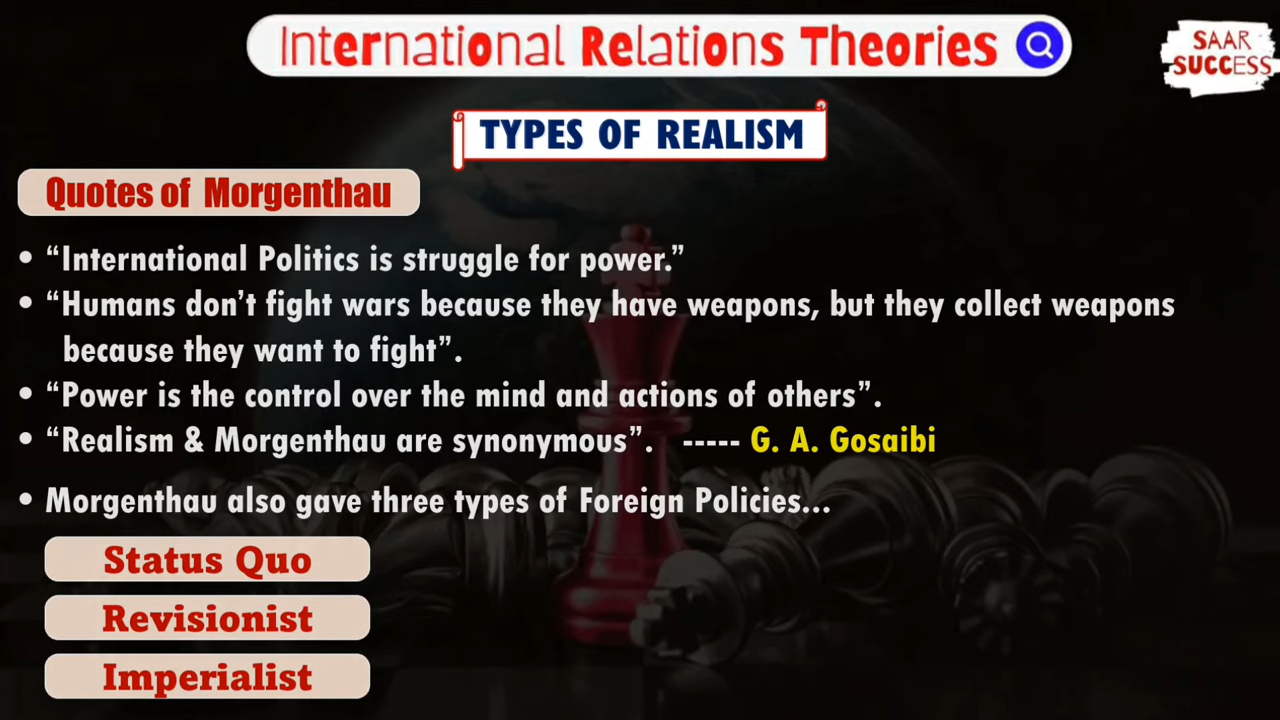 International Relations Theories
SAAR
SUCCESS
TYPES OF REALISM
Quotes of Morgenthau
• “International Politics is struggle for power.”
• “Humans don’t fight wars because they have weapons, but they collect weapons
because they want to fight”.
• “Power is the control over the mind and actions of others”.
• “Realism & Morgenthau are synonymous”. ----- G. A. Gosaibi
• Morgenthau also gave three types of Foreign Policies...
Status Quo
Revisionist
Imperialist